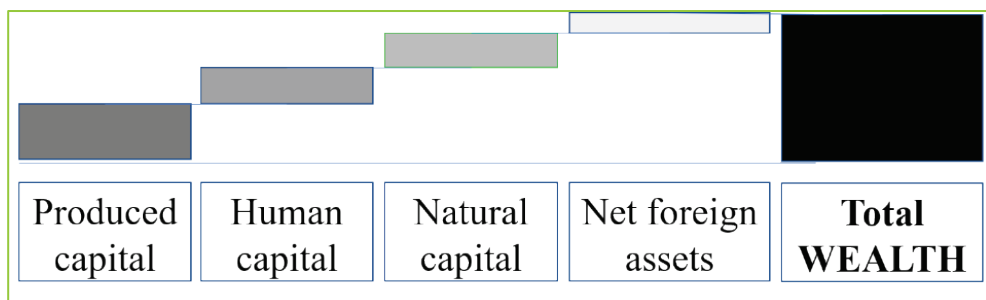 Produced
capital
Human
capital
Natural
capital
Net foreign
assets
Total
WEALTH